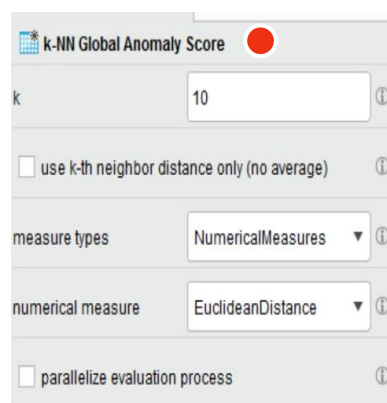 k-NN Global Anomaly Score
k 10
use k-th neighbor distance only (no average)
measure types NumericalMeasures
numerical measure EuclideanDistance
parallelize evaluation process